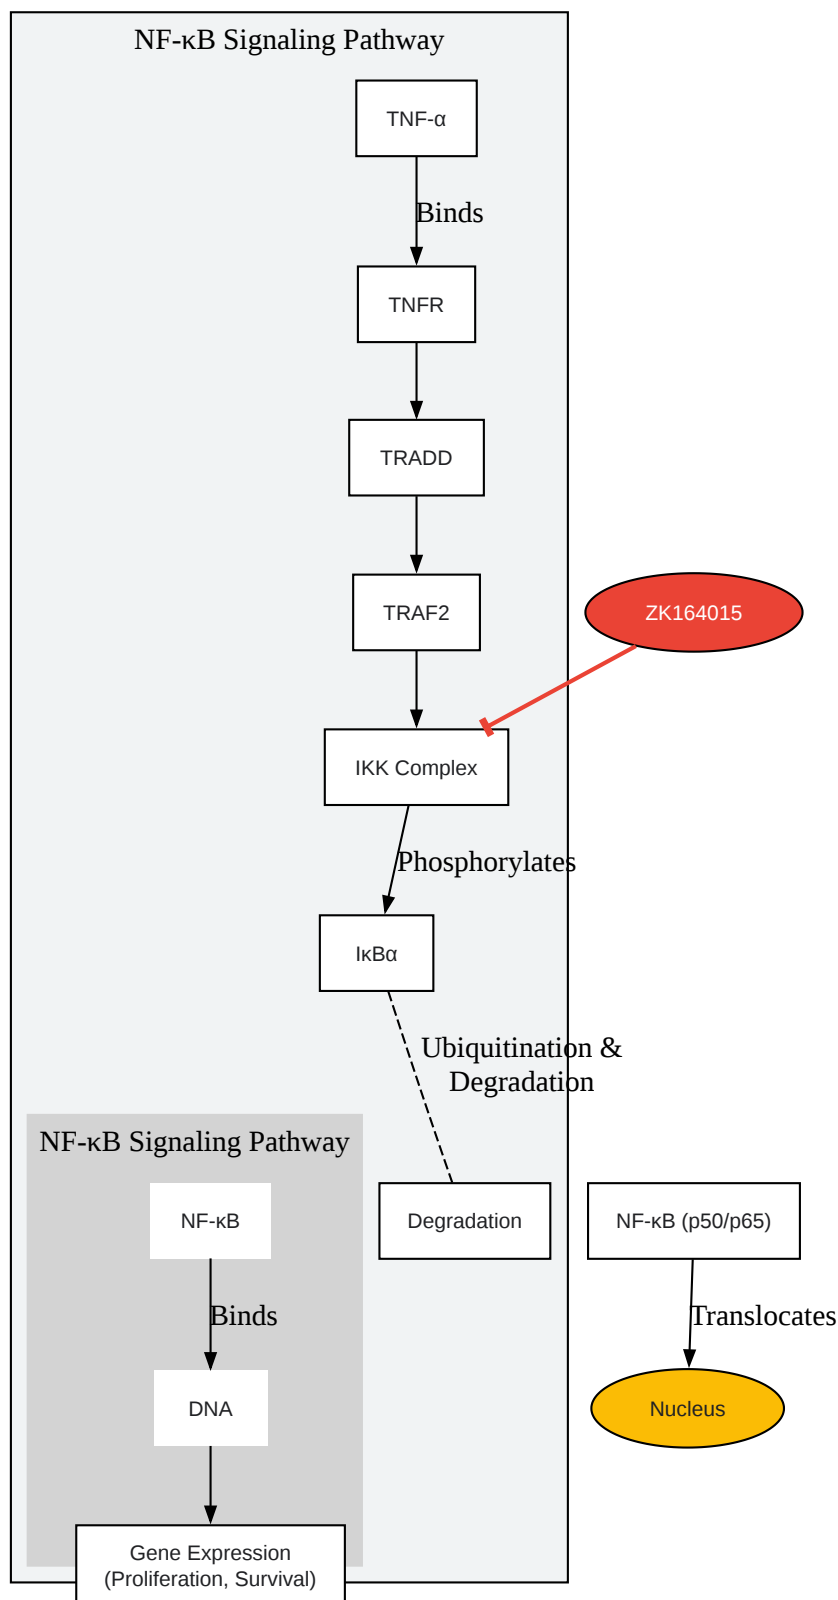 NF-κB Signaling Pathway
TNF-α
Binds
TNFR
TRADD
TRAF2
ZK164015
IKK Complex
Phosphorylates
IκBα
Ubiquitination &
Degradation
NF-κB Signaling Pathway
NF-κB
Degradation
NF-κB (p50/p65)
Binds
Translocates
DNA
Nucleus
Gene Expression
(Proliferation, Survival)